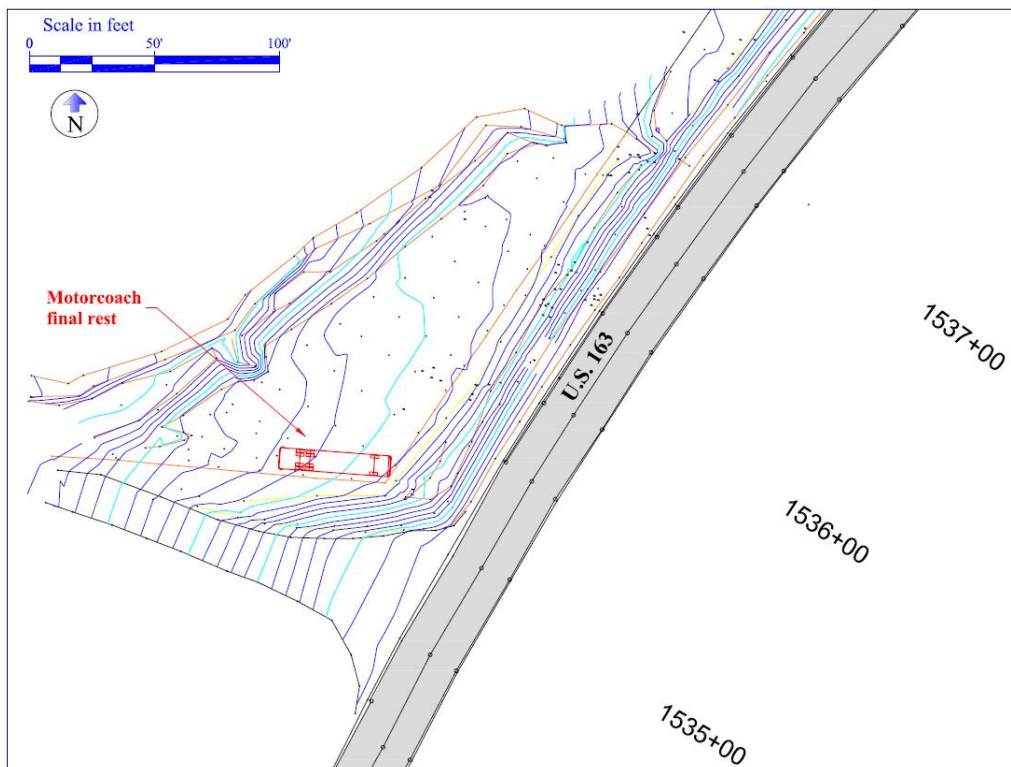 Scale in feet
0 50' 100'
N
Motorcoach
final rest
U.S. 163
1537+00
1536+00
1535+00